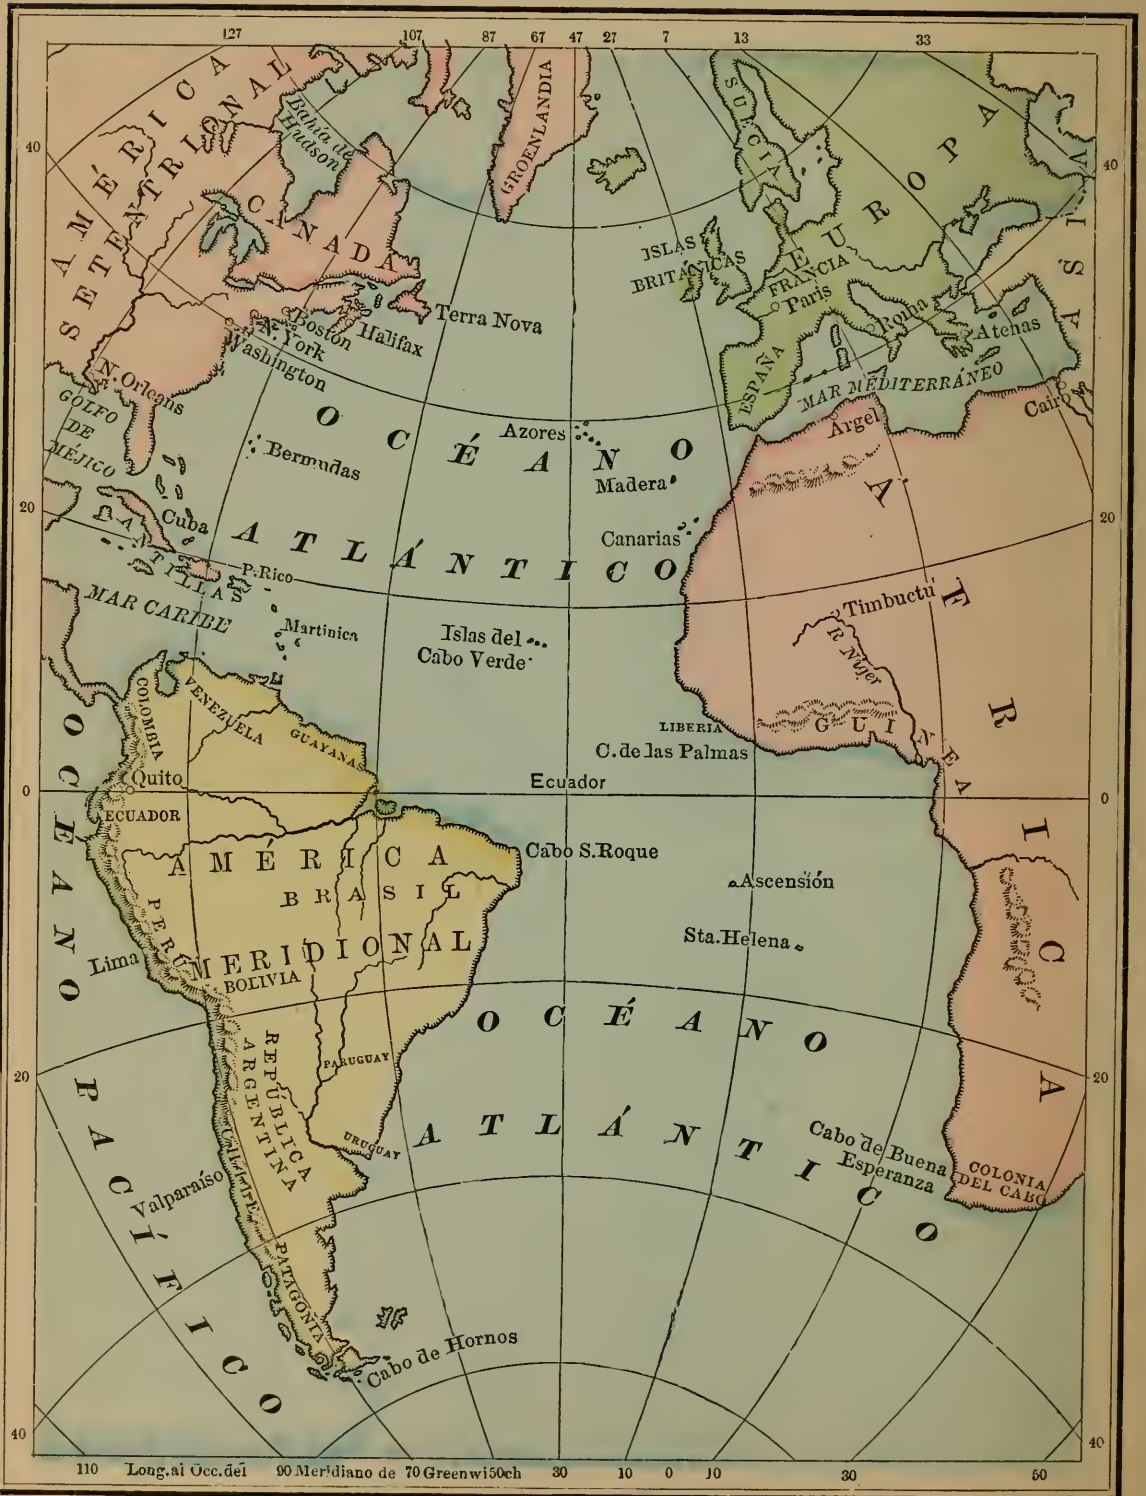 127 107 87 67 47 27 7 13 33
AMÉRICA
SETENTRIONAL
Bahía de
Hudson
GROENLANDIA
SUECIA
EUROPA
ASIA
40
40
CANADA
ISLAS
BRITÁNICAS
FRANCIA
Paris
Terra Nova
Halifax
Boston
N. York
Washington
Roma
Atenas
ESPAÑA
MAR MEDITERRÁNEO
Cairo
N. Orleans
GOLFO
DE
MÉJICO
Argel
OCÉANO
Azores
Bermudas
Madera
20
20
Cuba
ATLÁNTICO
Canarias
LAS ANTILLAS
P. Rico
MAR CARIBE
Martinica
Islas del
Cabo Verde
Timbuctú
R Niger
ÁFRICA
COLOMBIA
VENEZUELA
GUAYANAS
LIBERIA
C. de las Palmas
GUINEA
OCÉANO
Quito
Ecuador
0
0
ECUADOR
Cabo S. Roque
AMÉRICA
BRASIL
Ascensión
PERÚ
Sta. Helena
Lima
MERIDIONAL
BOLIVIA
OCÉANO
REPÚBLICA
ARGENTINA
PARUGUAY
20
20
PACÍFICO
ATLÁNTICO
URUGUAY
CHILE
Valparaíso
Cabo de Buena
Esperanza
COLONIA
DEL CABO
PATAGOÑIA
Cabo de Hornos
40
40
110 Long. al Occ. del 90 Meridiano de 70 Greenwi50ch 30 10 0 10 30 50